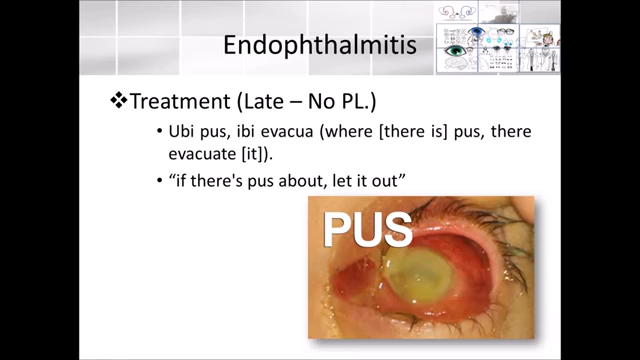 Endophthalmitis
❖Treatment (Late – No PL.)
• Ubi pus, ibi evacua (where [there is] pus, there
evacuate [it]).
• “if there's pus about, let it out”
PUS